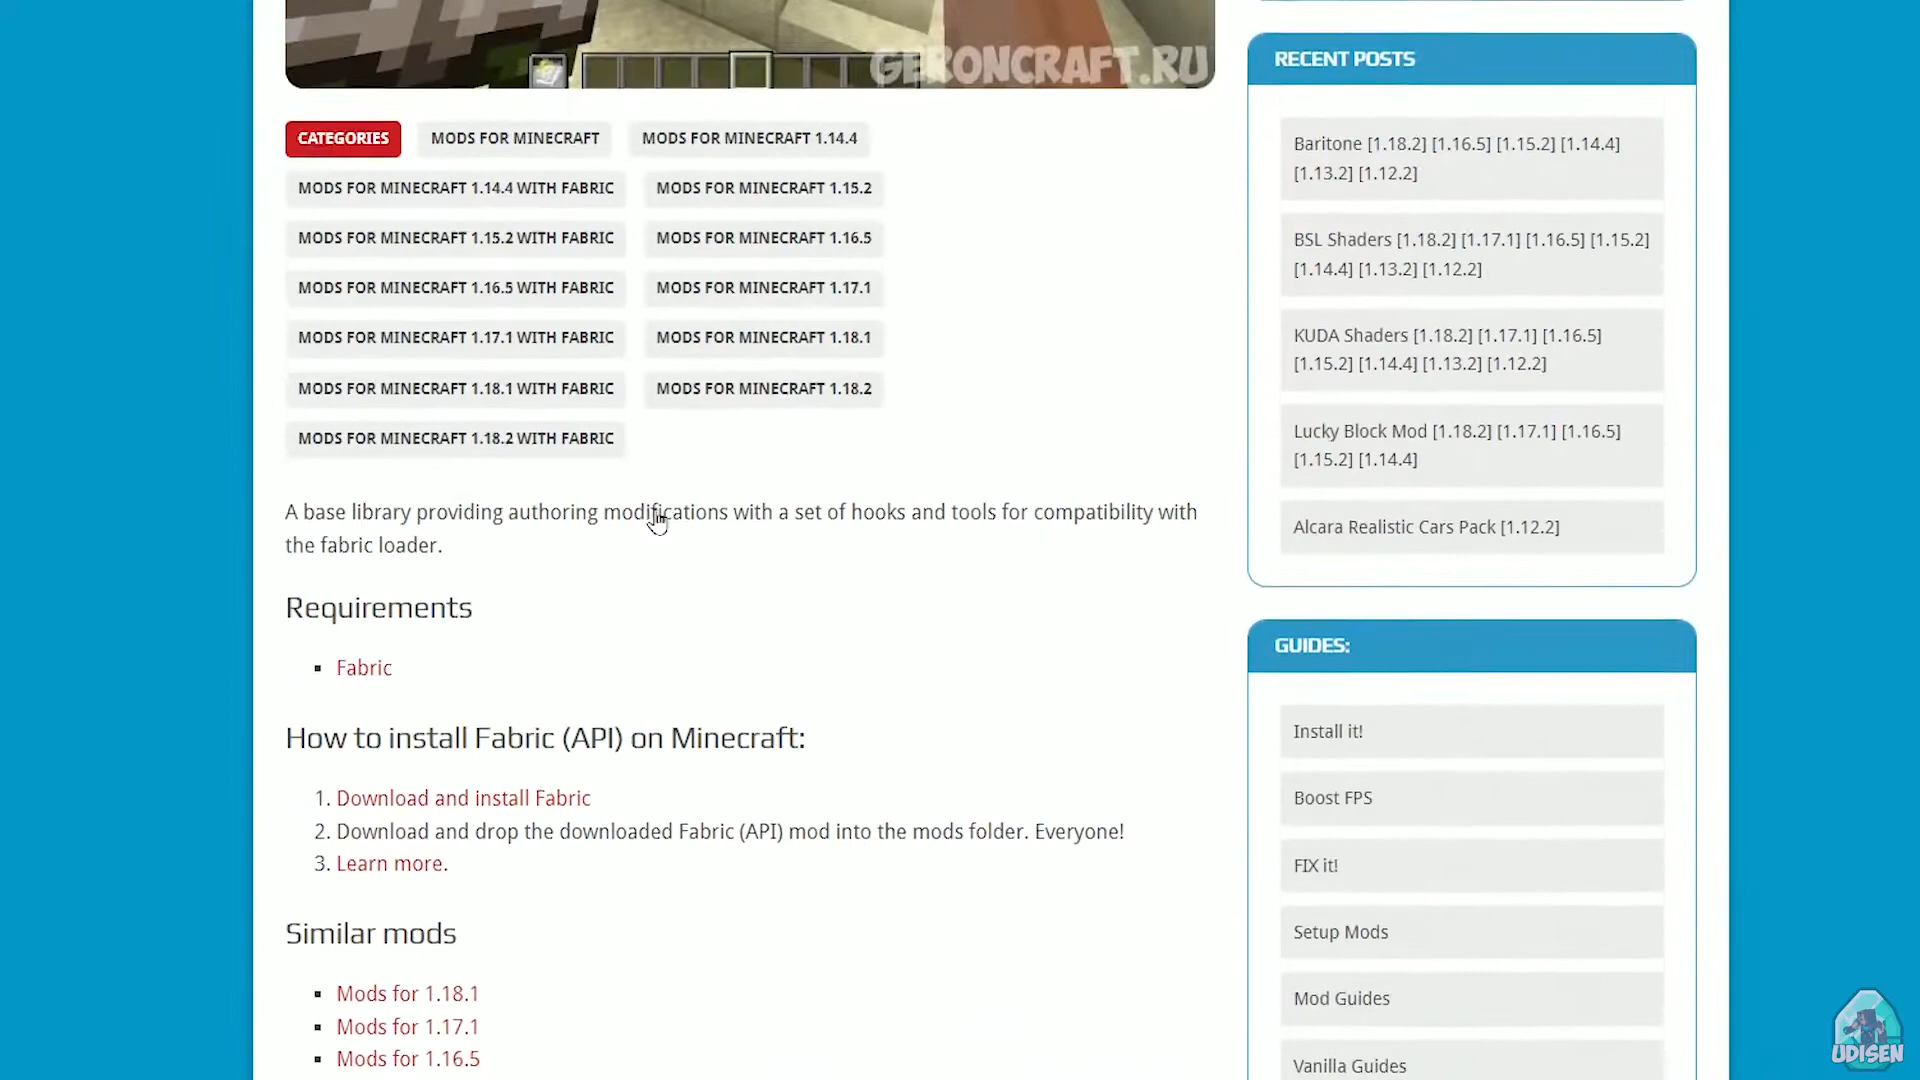 GERONCRAFT.RU
CATEGORIES
MODS FOR MINECRAFT
MODS FOR MINECRAFT 1.14.4
MODS FOR MINECRAFT 1.14.4 WITH FABRIC
MODS FOR MINECRAFT 1.15.2
MODS FOR MINECRAFT 1.15.2 WITH FABRIC
MODS FOR MINECRAFT 1.16.5
MODS FOR MINECRAFT 1.16.5 WITH FABRIC
MODS FOR MINECRAFT 1.17.1
MODS FOR MINECRAFT 1.17.1 WITH FABRIC
MODS FOR MINECRAFT 1.18.1
MODS FOR MINECRAFT 1.18.1 WITH FABRIC
MODS FOR MINECRAFT 1.18.2
MODS FOR MINECRAFT 1.18.2 WITH FABRIC
A base library providing authoring modifications with a set of hooks and tools for compatibility with
the fabric loader.
Requirements
▪ Fabric
How to install Fabric (API) on Minecraft:
1. Download and install Fabric
2. Download and drop the downloaded Fabric (API) mod into the mods folder. Everyone!
3. Learn more.
Similar mods
▪ Mods for 1.18.1
▪ Mods for 1.17.1
▪ Mods for 1.16.5
RECENT POSTS
Baritone [1.18.2] [1.16.5] [1.15.2] [1.14.4]
[1.13.2] [1.12.2]
BSL Shaders [1.18.2] [1.17.1] [1.16.5] [1.15.2]
[1.14.4] [1.13.2] [1.12.2]
KUDA Shaders [1.18.2] [1.17.1] [1.16.5]
[1.15.2] [1.14.4] [1.13.2] [1.12.2]
Lucky Block Mod [1.18.2] [1.17.1] [1.16.5]
[1.15.2] [1.14.4]
Alcara Realistic Cars Pack [1.12.2]
GUIDES:
Install it!
Boost FPS
FIX it!
Setup Mods
Mod Guides
Vanilla Guides
UDISEN